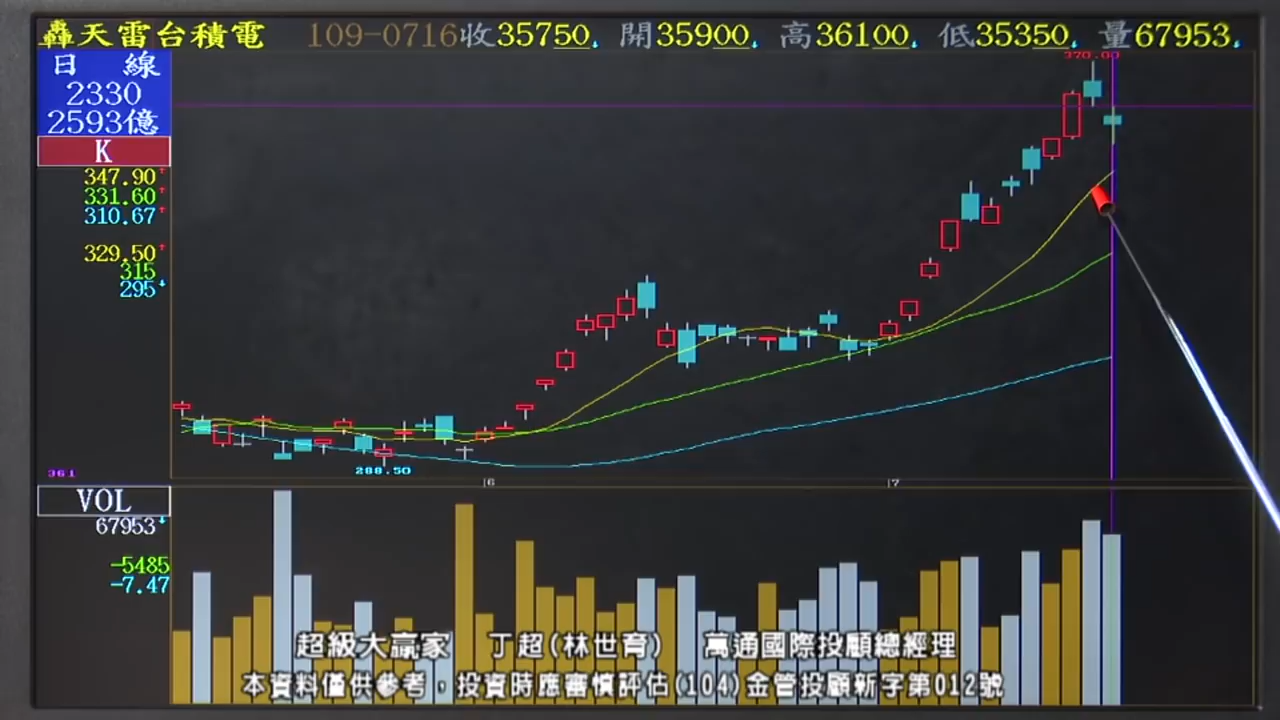 轟天雷台積電 109-0716收35750↓ 開35900↓ 高36100↓ 低35350↓ 量67953↓
日 線
2330
2593億
K
370.00
347.90↑
331.60↑
310.67↑
329.50↑
315
295↓
288.50
361
6 7
VOL
67953↓
-5485
-7.47
超級大贏家 丁超(林世育) 萬通國際投顧總經理
本資料僅供參考，投資時應審慎評估(104)金管投顧新字第012號